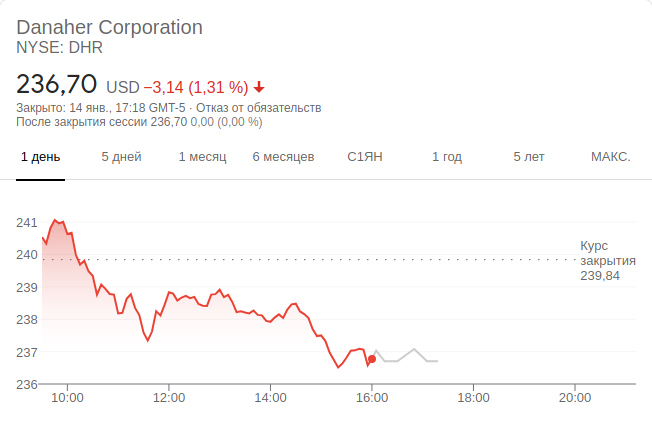 Danaher Corporation
NYSE: DHR
236,70 USD −3,14 (1,31 %)
Закрыто: 14 янв., 17:18 GMT-5 · Отказ от обязательств
После закрытия сессии 236,70 0,00 (0,00 %)
1 день 5 дней 1 месяц 6 месяцев С1ЯН 1 год 5 лет МАКС.
241
240
239
238
237
236
Курс
закрытия
239,84
10:00 12:00 14:00 16:00 18:00 20:00